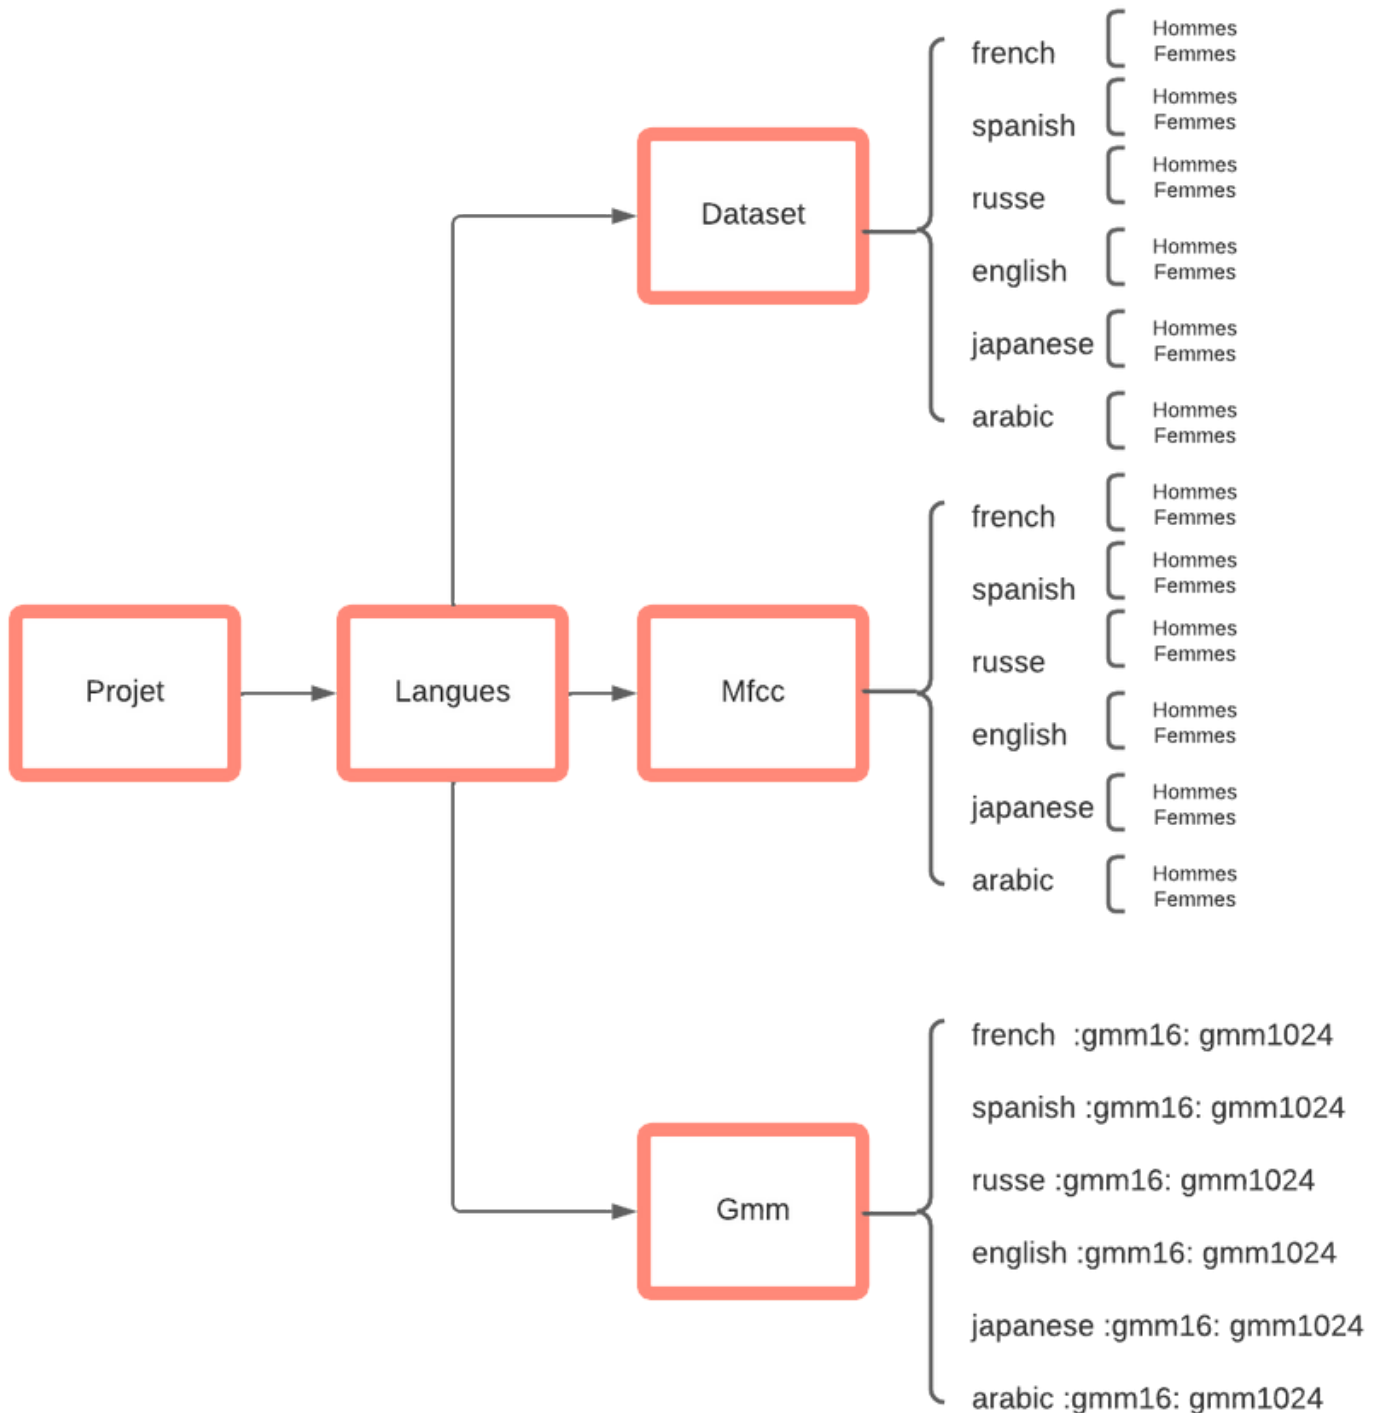 Projet
Langues
Dataset
french
Hommes
Femmes
spanish
Hommes
Femmes
russe
Hommes
Femmes
english
Hommes
Femmes
japanese
Hommes
Femmes
arabic
Hommes
Femmes
Mfcc
french
Hommes
Femmes
spanish
Hommes
Femmes
russe
Hommes
Femmes
english
Hommes
Femmes
japanese
Hommes
Femmes
arabic
Hommes
Femmes
Gmm
french :gmm16: gmm1024
spanish :gmm16: gmm1024
russe :gmm16: gmm1024
english :gmm16: gmm1024
japanese :gmm16: gmm1024
arabic :gmm16: gmm1024